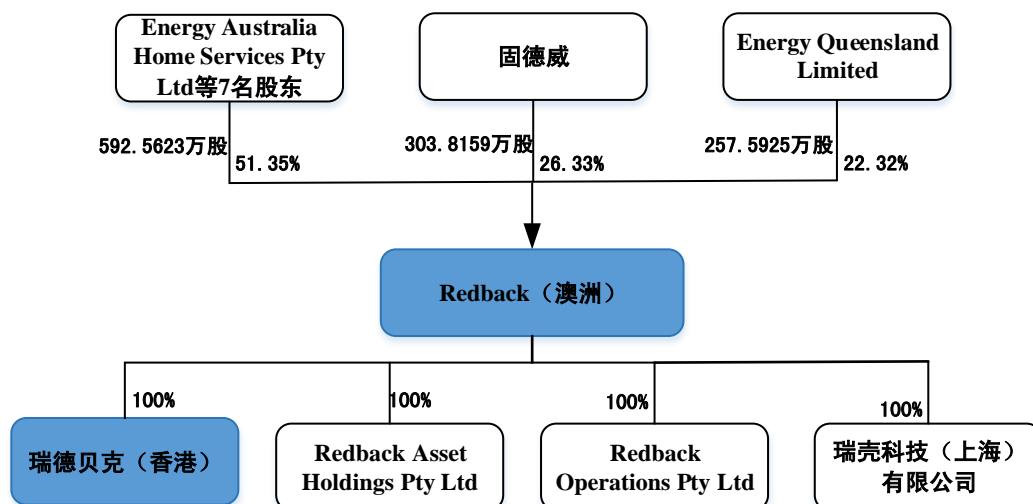 Energy Australia
Home Services Pty
Ltd等7名股东
固德威
Energy Queensland
Limited
592.5623万股
51.35%
303.8159万股
26.33%
257.5925万股
22.32%
Redback（澳洲）
100%
100%
100%
100%
瑞德贝克（香港）
Redback Asset
Holdings Pty Ltd
Redback
Operations Pty Ltd
瑞壳科技（上海）
有限公司